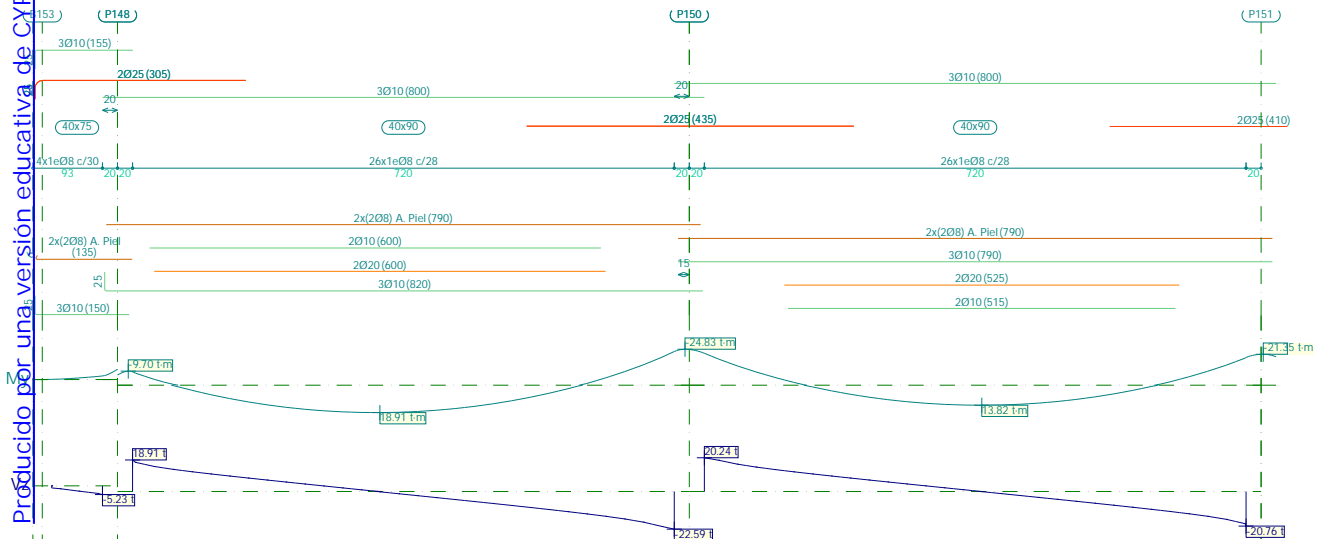 B153
P148
P150
P151
3Ø10 (155)
2Ø25 (305)
3Ø10 (800)
20
3Ø10 (800)
20
40x75
40x90
2Ø25 (435)
40x90
2Ø25 (410)
4x1eØ8 c/30
26x1eØ8 c/28
26x1eØ8 c/28
93
20
20
720
20
20
720
20
2x(2Ø8) A. Piel (790)
2x(2Ø8) A. Piel
(135)
2Ø10 (600)
2x(2Ø8) A. Piel (790)
2Ø20 (600)
3Ø10 (790)
15
25
3Ø10 (820)
2Ø20 (525)
3Ø10 (150)
2Ø10 (515)
-9.70 t·m
-24.83 t·m
-21.35 t·m
18.91 t·m
13.82 t·m
18.91 t
-5.23 t
20.24 t
-22.59 t
-20.76 t
Producido por una versión educativa de CYP